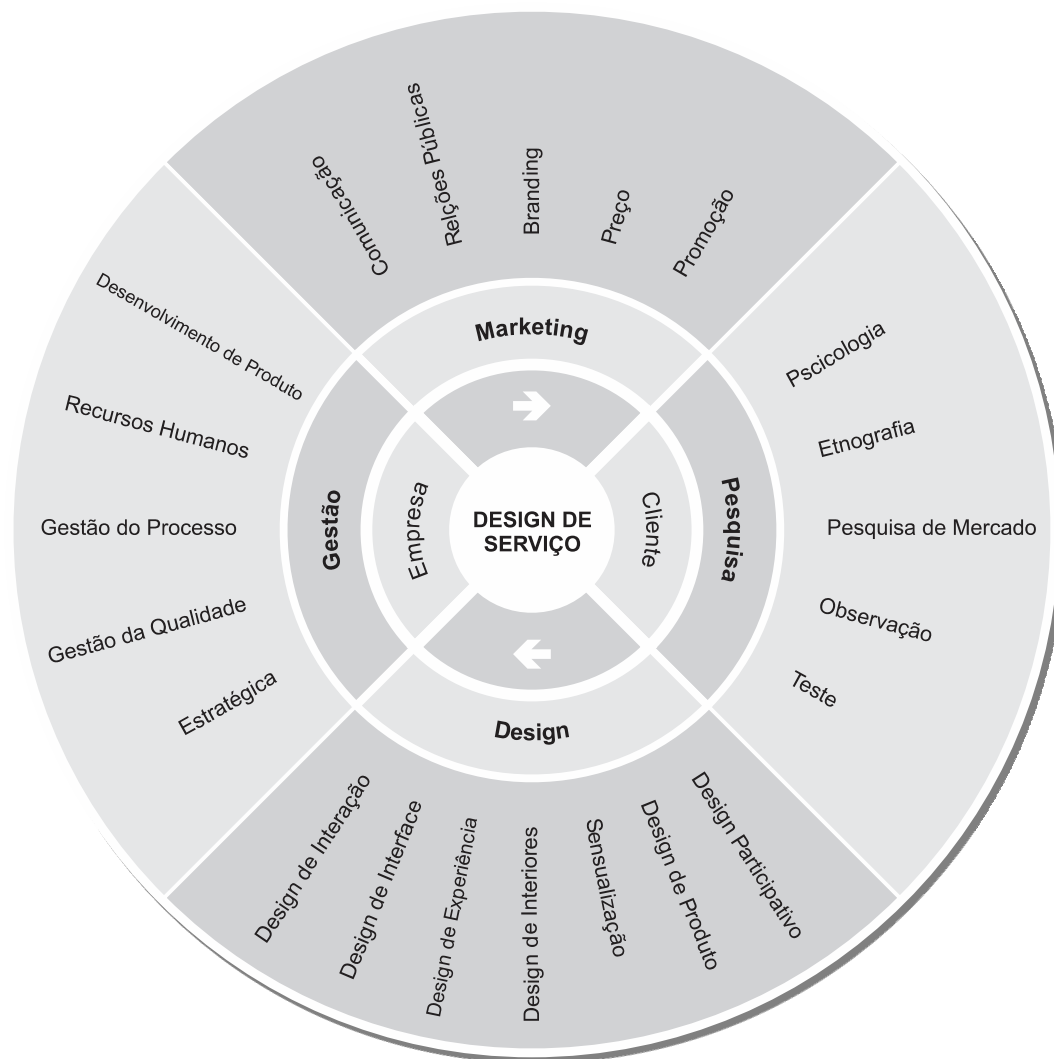 Comunicação
Relções Públicas
Branding
Preço
Promoção
Marketing
Desenvolvimento de Produto
Recursos Humanos
Gestão do Processo
Gestão da Qualidade
Estratégica
Gestão
Empresa
DESIGN DE
SERVIÇO
Cliente
Pesquisa
Pscicologia
Etnografia
Pesquisa de Mercado
Observação
Teste
Design
Design de Interação
Design de Interface
Design de Experiência
Design de Interiores
Sensualização
Design de Produto
Design Participativo